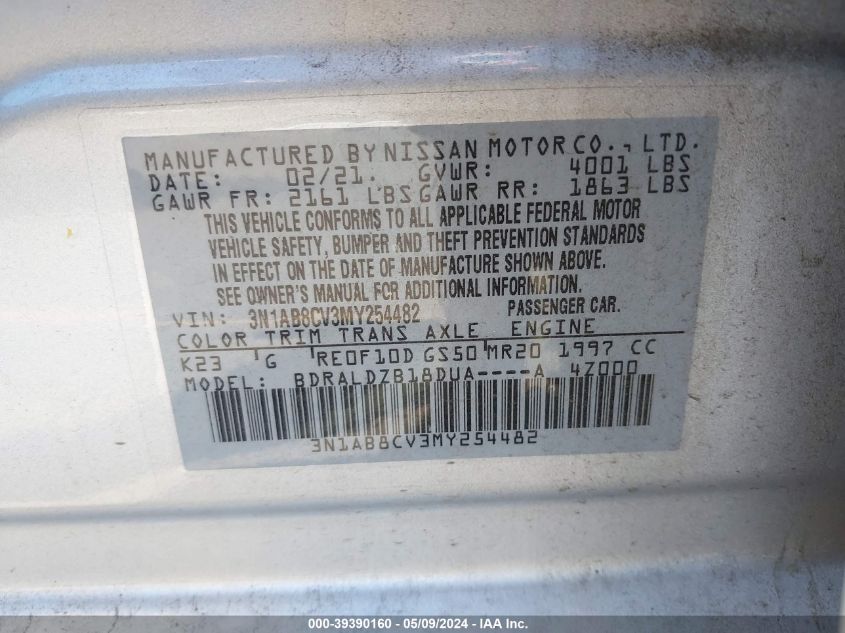 MANUFACTURED BY NISSAN MOTOR CO., LTD.
DATE: 02/21. GVWR: 4001 LBS
GAWR FR: 2161 LBS GAWR RR: 1863 LBS
THIS VEHICLE CONFORMS TO ALL APPLICABLE FEDERAL MOTOR
VEHICLE SAFETY, BUMPER AND THEFT PREVENTION STANDARDS
IN EFFECT ON THE DATE OF MANUFACTURE SHOWN ABOVE.
SEE OWNER'S MANUAL FOR ADDITIONAL INFORMATION.
VIN: 3N1AB8CV3MY254482 PASSENGER CAR.
COLOR TRIM TRANS AXLE ENGINE
K23 G RE0F10D GS50 MR20 1997 CC
MODEL: BDRALDZB18DUA----A 4Z000
3N1AB8CV3MY254482
000-39390160 - 05/09/2024 - IAA Inc.